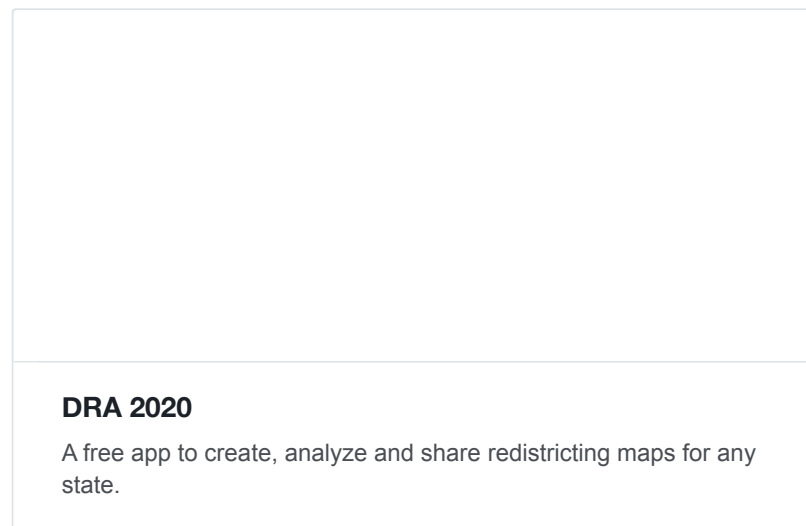 DRA 2020
A free app to create, analyze and share redistricting maps for any
state.